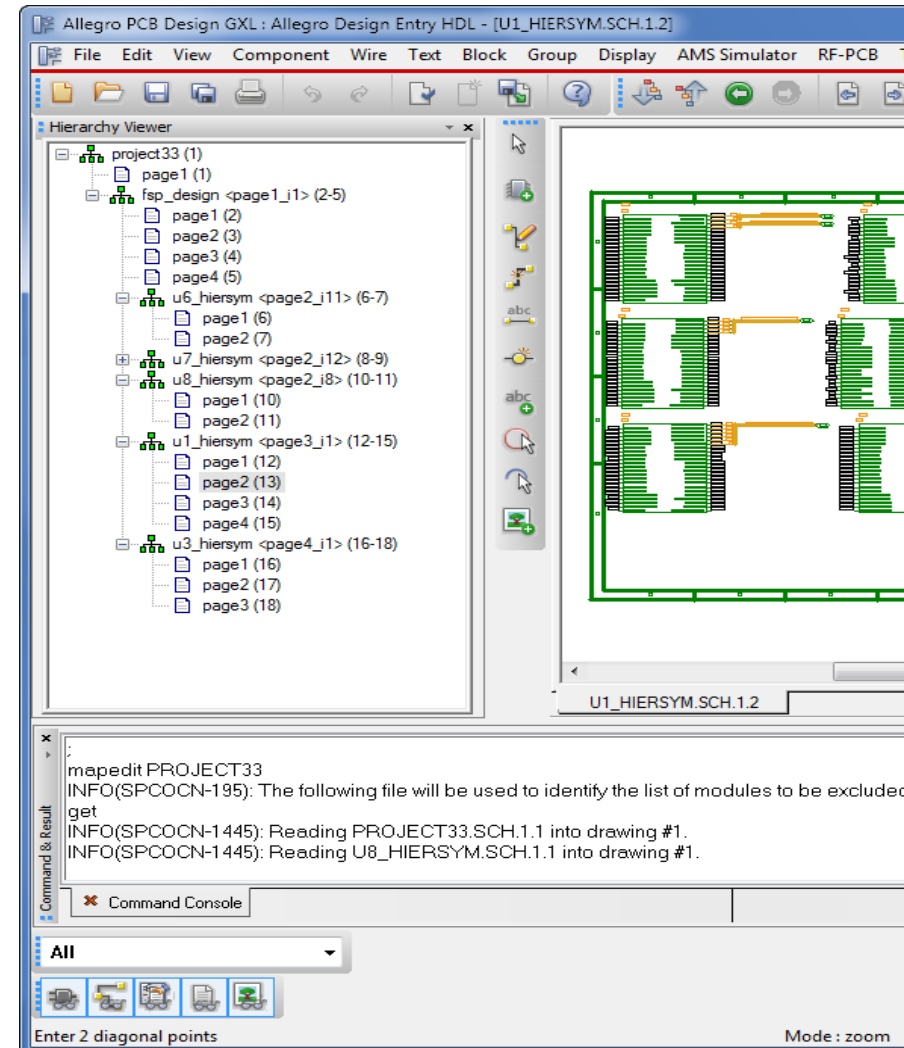 Allegro PCB Design GXL : Allegro Design Entry HDL - [U1_HIERSYM.SCH.1.2]
File Edit View Component Wire Text Block Group Display AMS Simulator RF-PCB
Hierarchy Viewer
project33 (1)
page1 (1)
fsp_design <page1_i1> (2-5)
page1 (2)
page2 (3)
page3 (4)
page4 (5)
u6_hiersym <page2_i11> (6-7)
page1 (6)
page2 (7)
u7_hiersym <page2_i12> (8-9)
u8_hiersym <page2_i8> (10-11)
page1 (10)
page2 (11)
u1_hiersym <page3_i1> (12-15)
page1 (12)
page2 (13)
page3 (14)
page4 (15)
u3_hiersym <page4_i1> (16-18)
page1 (16)
page2 (17)
page3 (18)
abc
abc
U1_HIERSYM.SCH.1.2
;
mapedit PROJECT33
INFO(SPCOCN-195): The following file will be used to identify the list of modules to be excluded
get
INFO(SPCOCN-1445): Reading PROJECT33.SCH.1.1 into drawing #1.
INFO(SPCOCN-1445): Reading U8_HIERSYM.SCH.1.1 into drawing #1.
Command & Result
Command Console
All
Enter 2 diagonal points
Mode : zoom